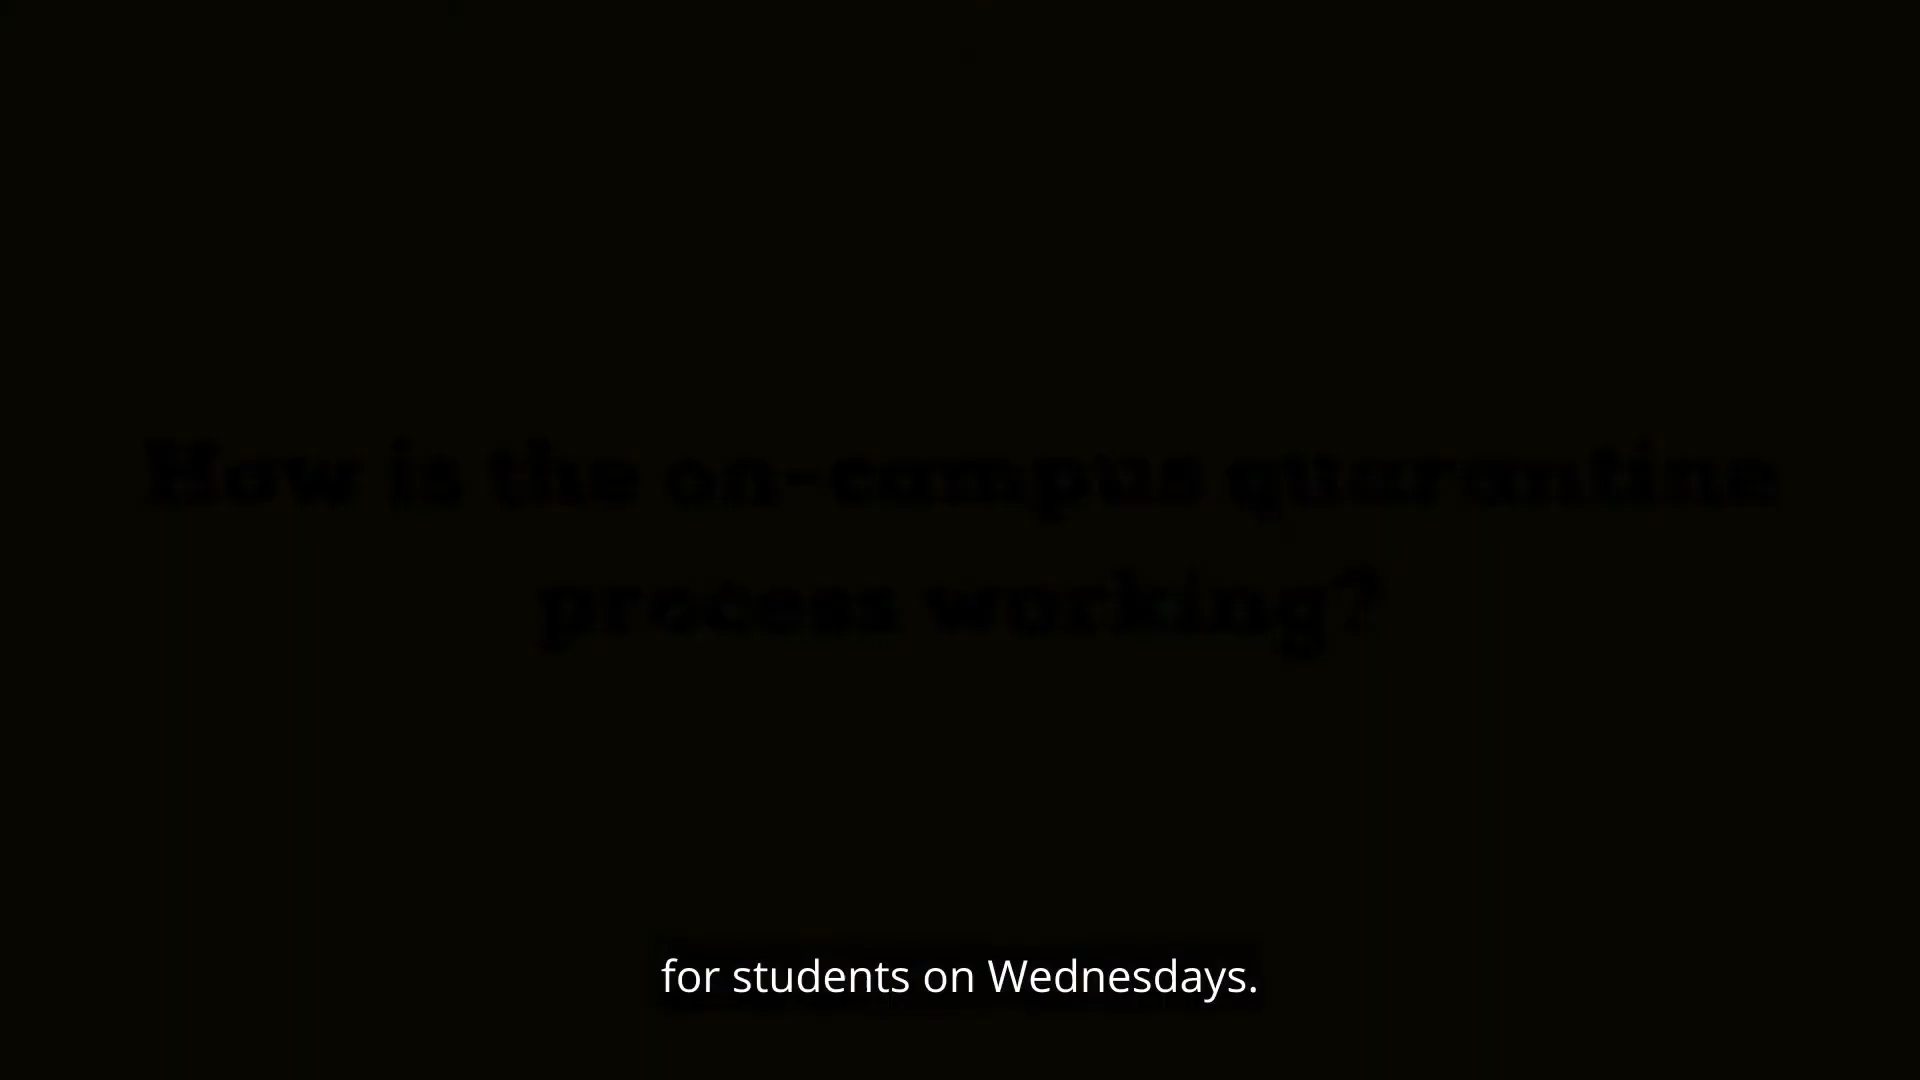 How is the on-campus quarantine
process working?
for students on Wednesdays.